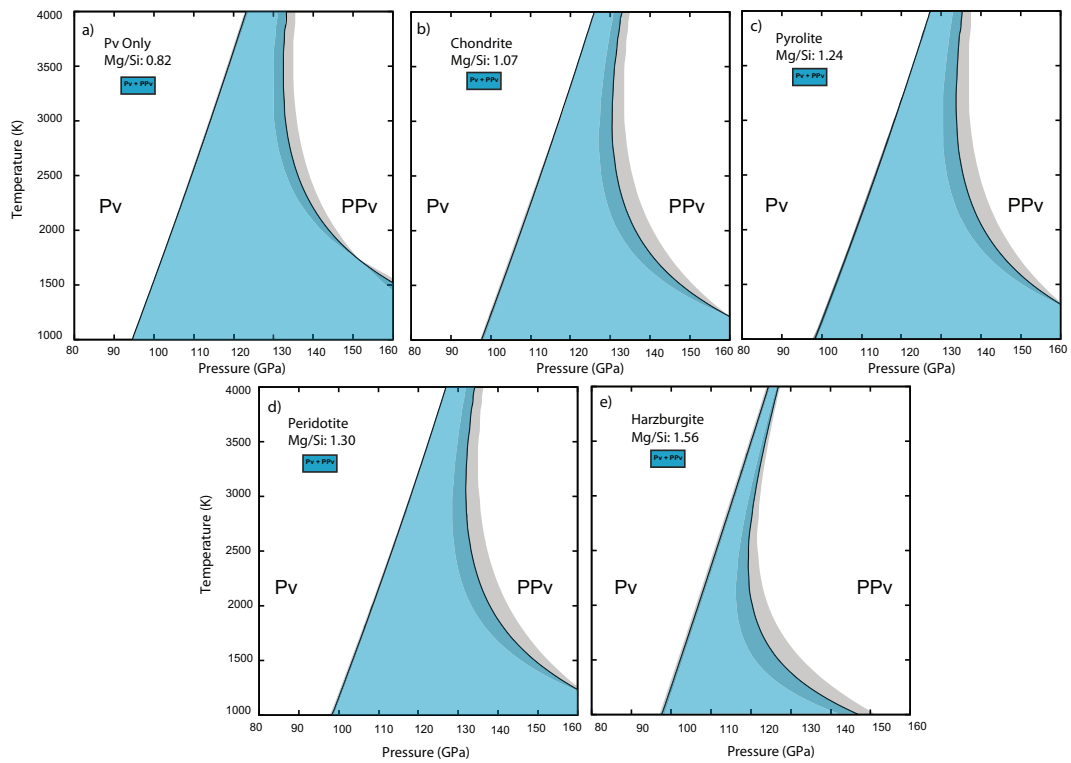 a)
Pv Only
Mg/Si: 0.82
Pv + PPv
Pv
PPv
4000
3500
3000
2500
2000
1500
1000
Temperature (K)
80 90 100 110 120 130 140 150 160
Pressure (GPa)
b)
Chondrite
Mg/Si: 1.07
Pv + PPv
Pv
PPv
80 90 100 110 120 130 140 150 160
Pressure (GPa)
c)
Pyrolite
Mg/Si: 1.24
Pv + PPv
Pv
PPv
80 90 100 110 120 130 140 150 160
Pressure (GPa)
d)
Peridotite
Mg/Si: 1.30
Pv + PPv
Pv
PPv
4000
3500
3000
2500
2000
1500
1000
Temperature (K)
80 90 100 110 120 130 140 150 160
Pressure (GPa)
e)
Harzburgite
Mg/Si: 1.56
Pv + PPv
Pv
PPv
80 90 100 110 120 130 140 150 160
Pressure (GPa)